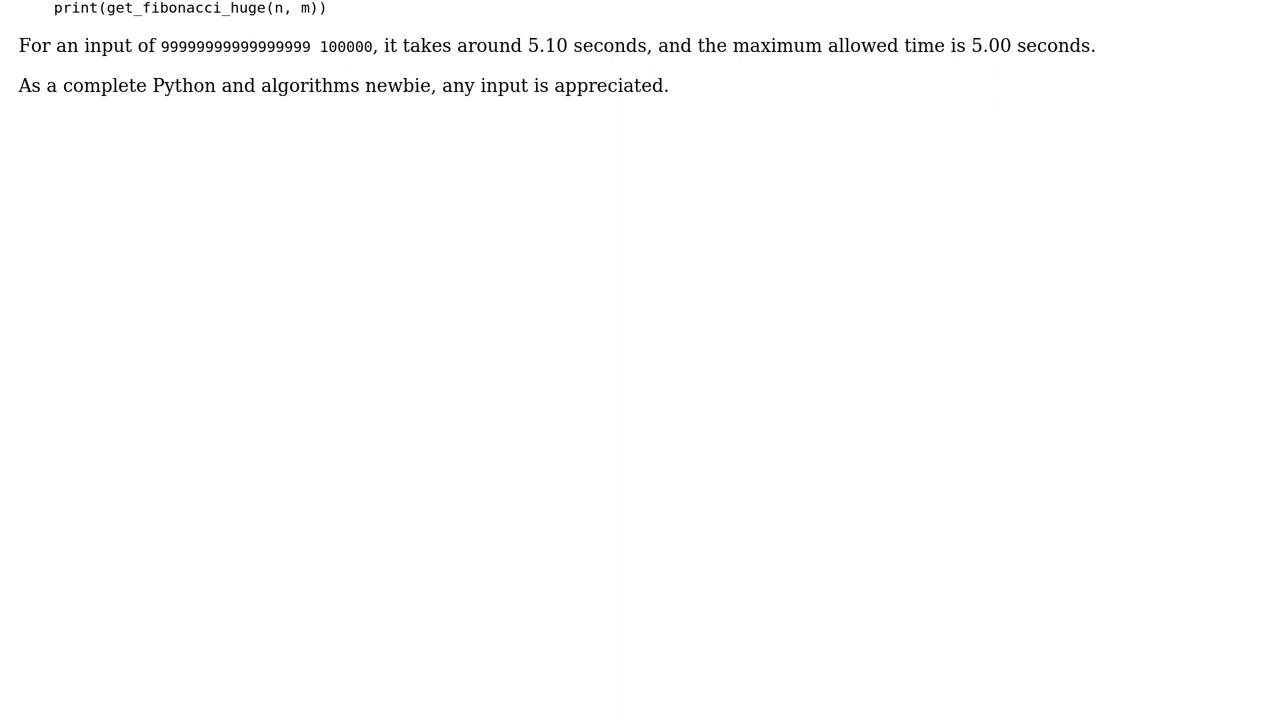 print(get_fibonacci_huge(n, m))
For an input of 99999999999999999 100000, it takes around 5.10 seconds, and the maximum allowed time is 5.00 seconds.
As a complete Python and algorithms newbie, any input is appreciated.